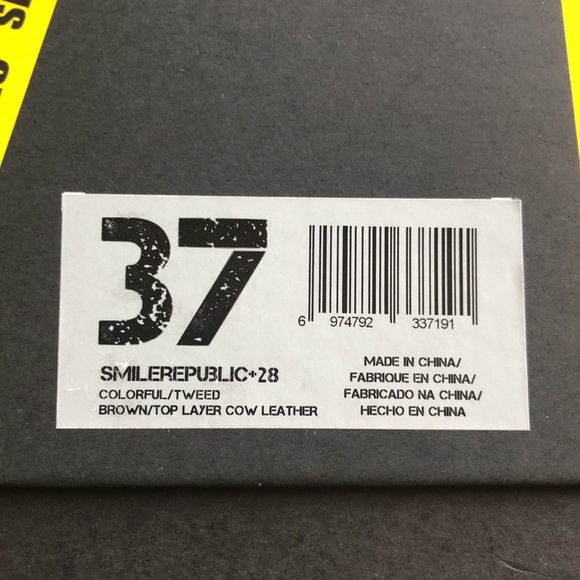 37
6 974792 337191
SMILEREPUBLIC+28
COLORFUL/TWEED
BROWN/TOP LAYER COW LEATHER
MADE IN CHINA/
FABRIQUE EN CHINA/
FABRICADO NA CHINA/
HECHO EN CHINA